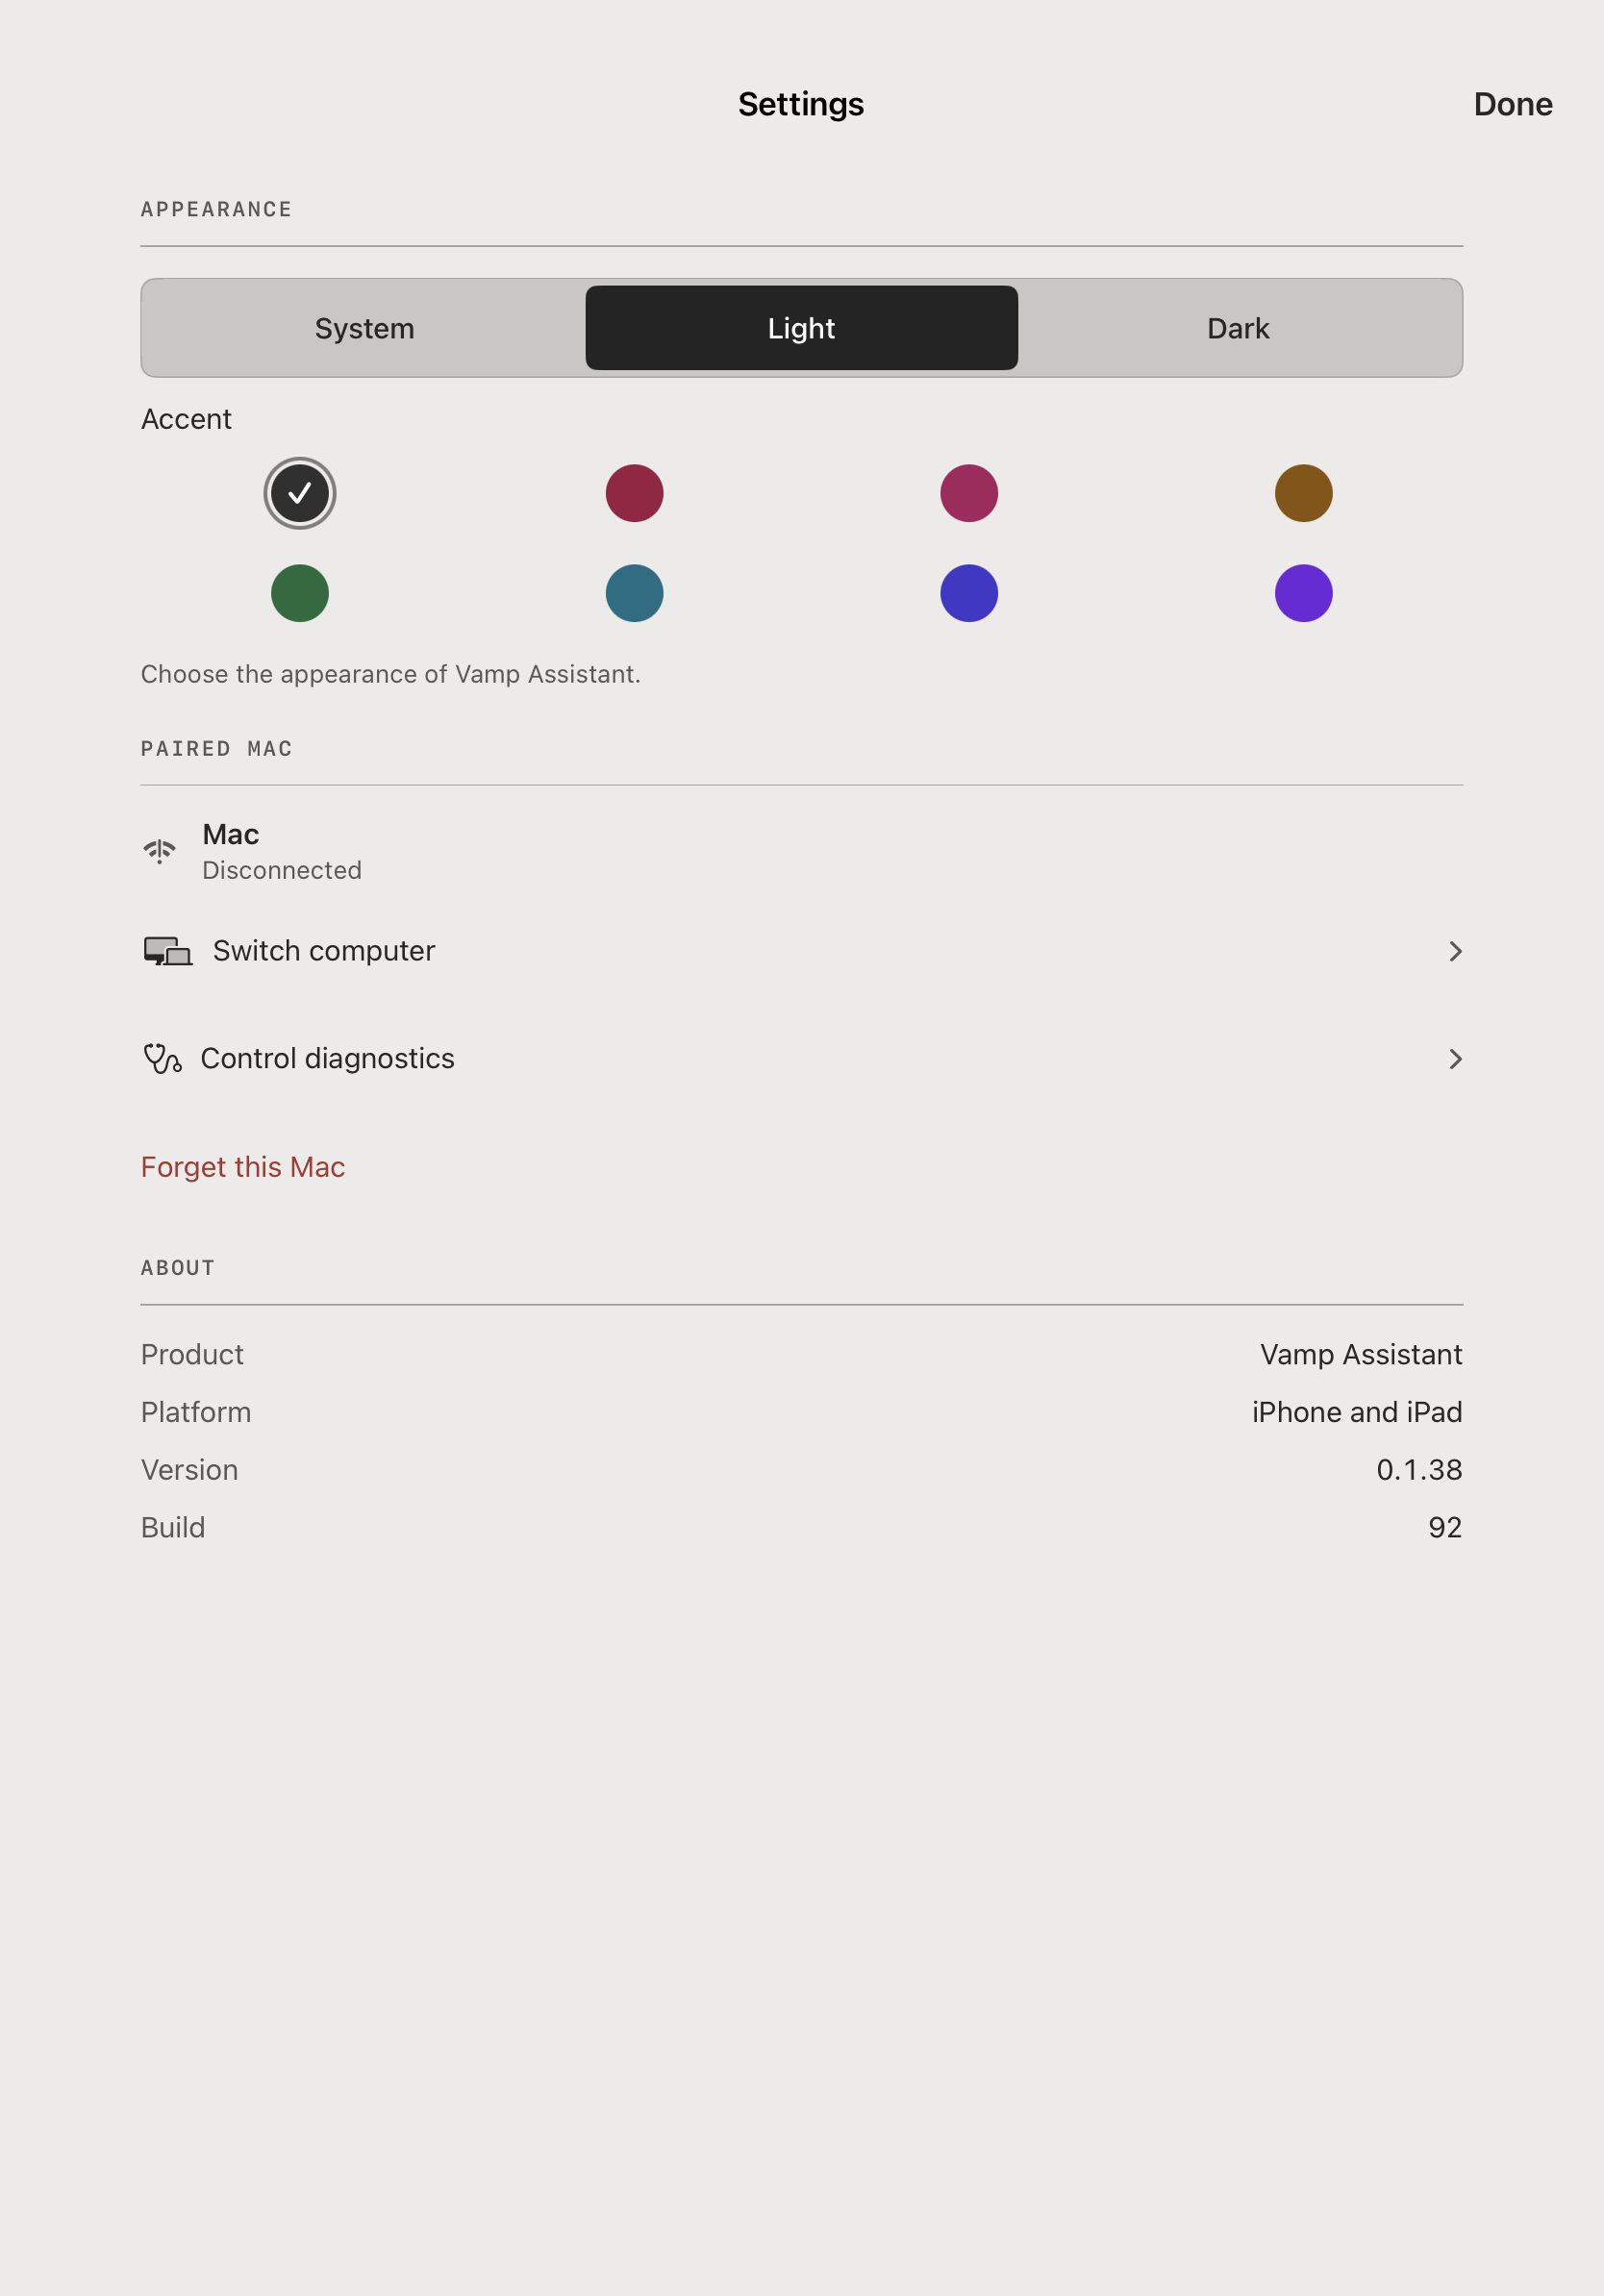 Settings
Done
APPEARANCE
System
Light
Dark
Accent
Choose the appearance of Vamp Assistant.
PAIRED MAC
Mac
Disconnected
Switch computer
Control diagnostics
Forget this Mac
ABOUT
Product
Vamp Assistant
Platform
iPhone and iPad
Version
0.1.38
Build
92